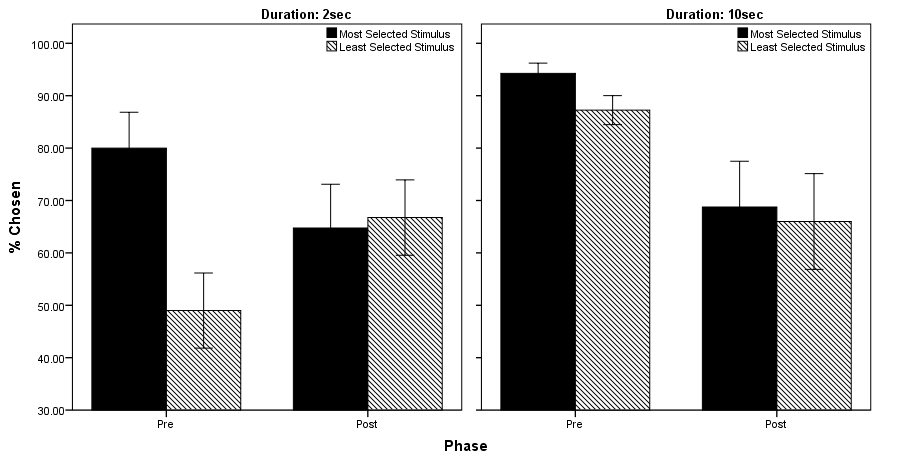 Duration: 2sec
Duration: 10sec
Most Selected Stimulus
Least Selected Stimulus
Most Selected Stimulus
Least Selected Stimulus
100.00
90.00
80.00
70.00
60.00
50.00
40.00
30.00
% Chosen
Pre
Post
Pre
Post
Phase